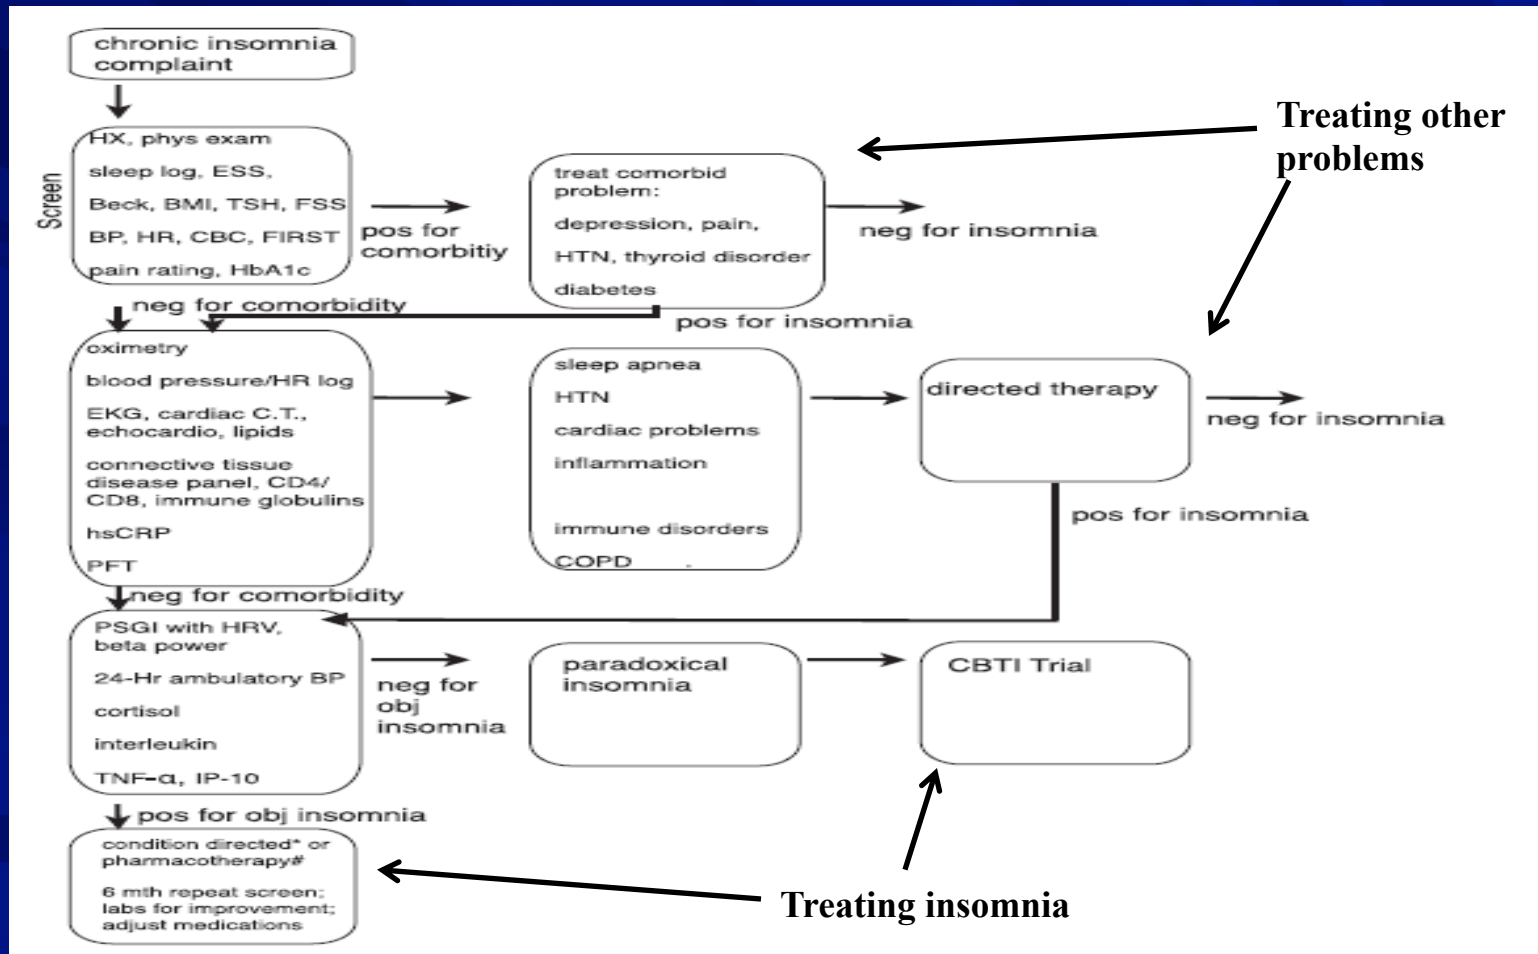 chronic insomnia
complaint
Screen
HX, phys exam
sleep log, ESS,
Beck, BMI, TSH, FSS
BP, HR, CBC, FIRST
pain rating, HbA1c
pos for
comorbitiy
treat comorbid
problem:
depression, pain,
HTN, thyroid disorder
diabetes
neg for insomnia
Treating other
problems
neg for comorbidity
pos for insomnia
oximetry
blood pressure/HR log
EKG, cardiac C.T.,
echocardio, lipids
connective tissue
disease panel, CD4/
CD8, immune globulins
hsCRP
PFT
sleep apnea
HTN
cardiac problems
inflammation
immune disorders
COPD .
directed therapy
neg for insomnia
pos for insomnia
neg for comorbidity
PSGI with HRV,
beta power
24-Hr ambulatory BP
cortisol
interleukin
TNF-α, IP-10
neg for
obj
insomnia
paradoxical
insomnia
CBTI Trial
pos for obj insomnia
condition directed* or
pharmacotherapy#
6 mth repeat screen;
labs for improvement;
adjust medications
Treating insomnia